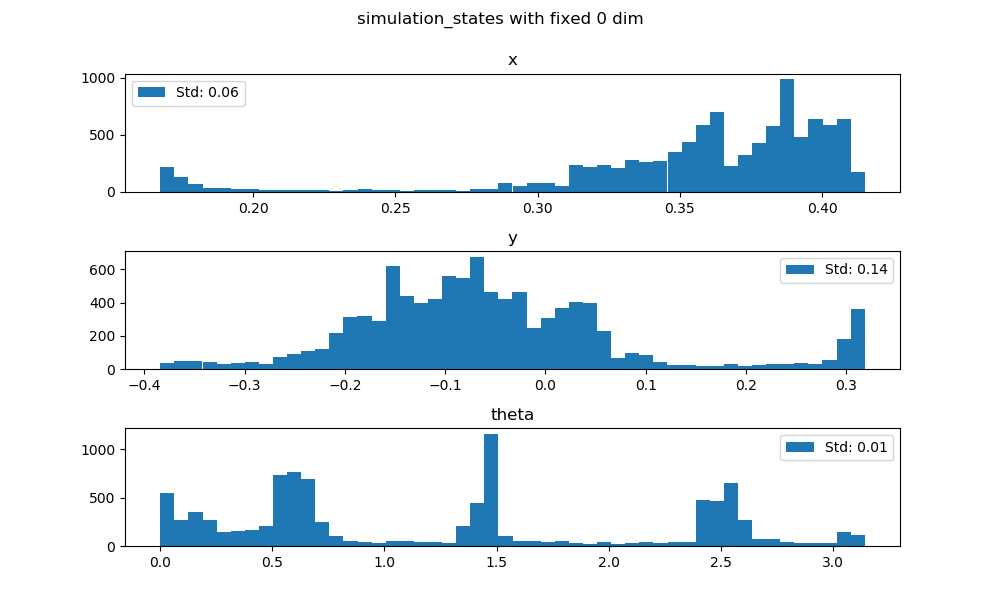 simulation_states with fixed 0 dim
x
Std: 0.06
1000
500
0
0.20 0.25 0.30 0.35 0.40
y
Std: 0.14
600
400
200
0
−0.4 −0.3 −0.2 −0.1 0.0 0.1 0.2 0.3
theta
Std: 0.01
1000
500
0
0.0 0.5 1.0 1.5 2.0 2.5 3.0